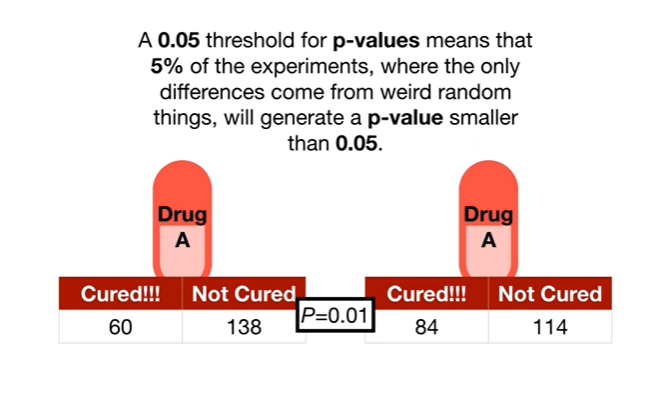 A 0.05 threshold for p-values means that
5% of the experiments, where the only
differences come from weird random
things, will generate a p-value smaller
than 0.05.
Drug
A
Drug
A
Cured!!! Not Cured
60 138
P=0.01
Cured!!! Not Cured
84 114